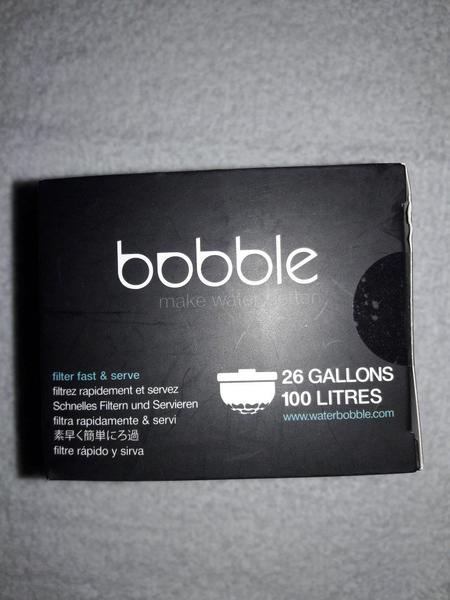 bobble
make water better
filter fast & serve
filtrez rapidement et servez
Schnelles Filtern und Servieren
filtra rapidamente & servi
素早く簡単にろ過
filtre rápido y sirva
26 GALLONS
100 LITRES
www.waterbobble.com